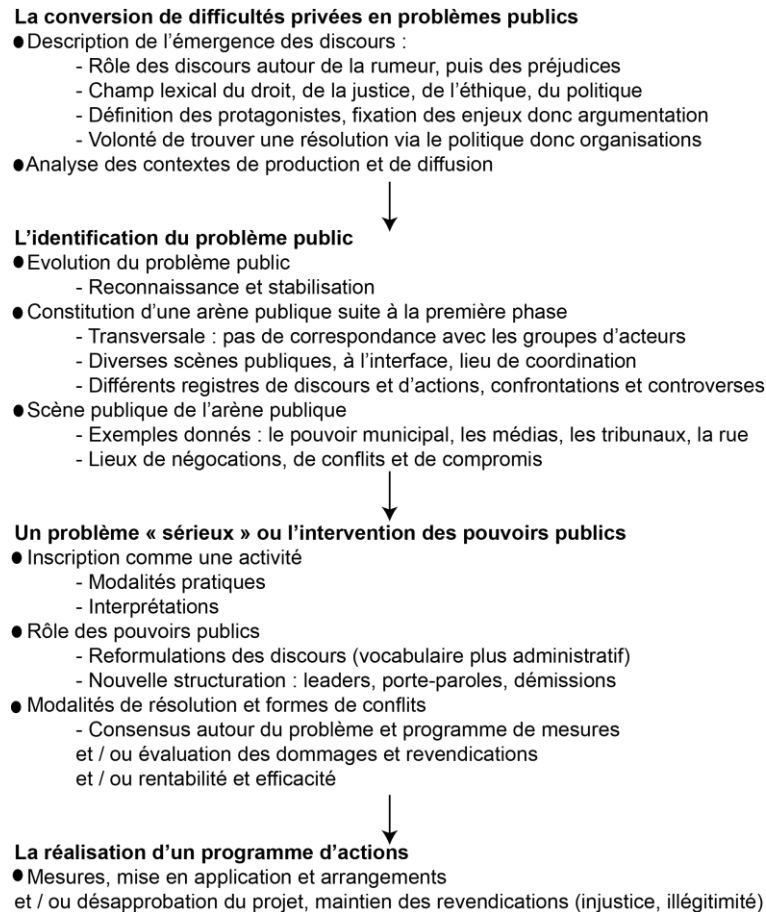 La conversion de difficultés privées en problèmes publics
●Description de l’émergence des discours :
- Rôle des discours autour de la rumeur, puis des préjudices
- Champ lexical du droit, de la justice, de l’éthique, du politique
- Définition des protagonistes, fixation des enjeux donc argumentation
- Volonté de trouver une résolution via le politique donc organisations
●Analyse des contextes de production et de diffusion
L’identification du problème public
● Evolution du problème public
- Reconnaissance et stabilisation
● Constitution d’une arène publique suite à la première phase
- Transversale : pas de correspondance avec les groupes d’acteurs
- Diverses scènes publiques, à l’interface, lieu de coordination
- Différents registres de discours et d’actions, confrontations et controverses
● Scène publique de l’arène publique
- Exemples donnés : le pouvoir municipal, les médias, les tribunaux, la rue
- Lieux de négocations, de conflits et de compromis
Un problème « sérieux » ou l’intervention des pouvoirs publics
● Inscription comme une activité
- Modalités pratiques
- Interprétations
● Rôle des pouvoirs publics
- Reformulations des discours (vocabulaire plus administratif)
- Nouvelle structuration : leaders, porte-paroles, démissions
● Modalités de résolution et formes de conflits
- Consensus autour du problème et programme de mesures
et / ou évaluation des dommages et revendications
et / ou rentabilité et efficacité
La réalisation d’un programme d’actions
● Mesures, mise en application et arrangements
et / ou désapprobation du projet, maintien des revendications (injustice, illégitimité)